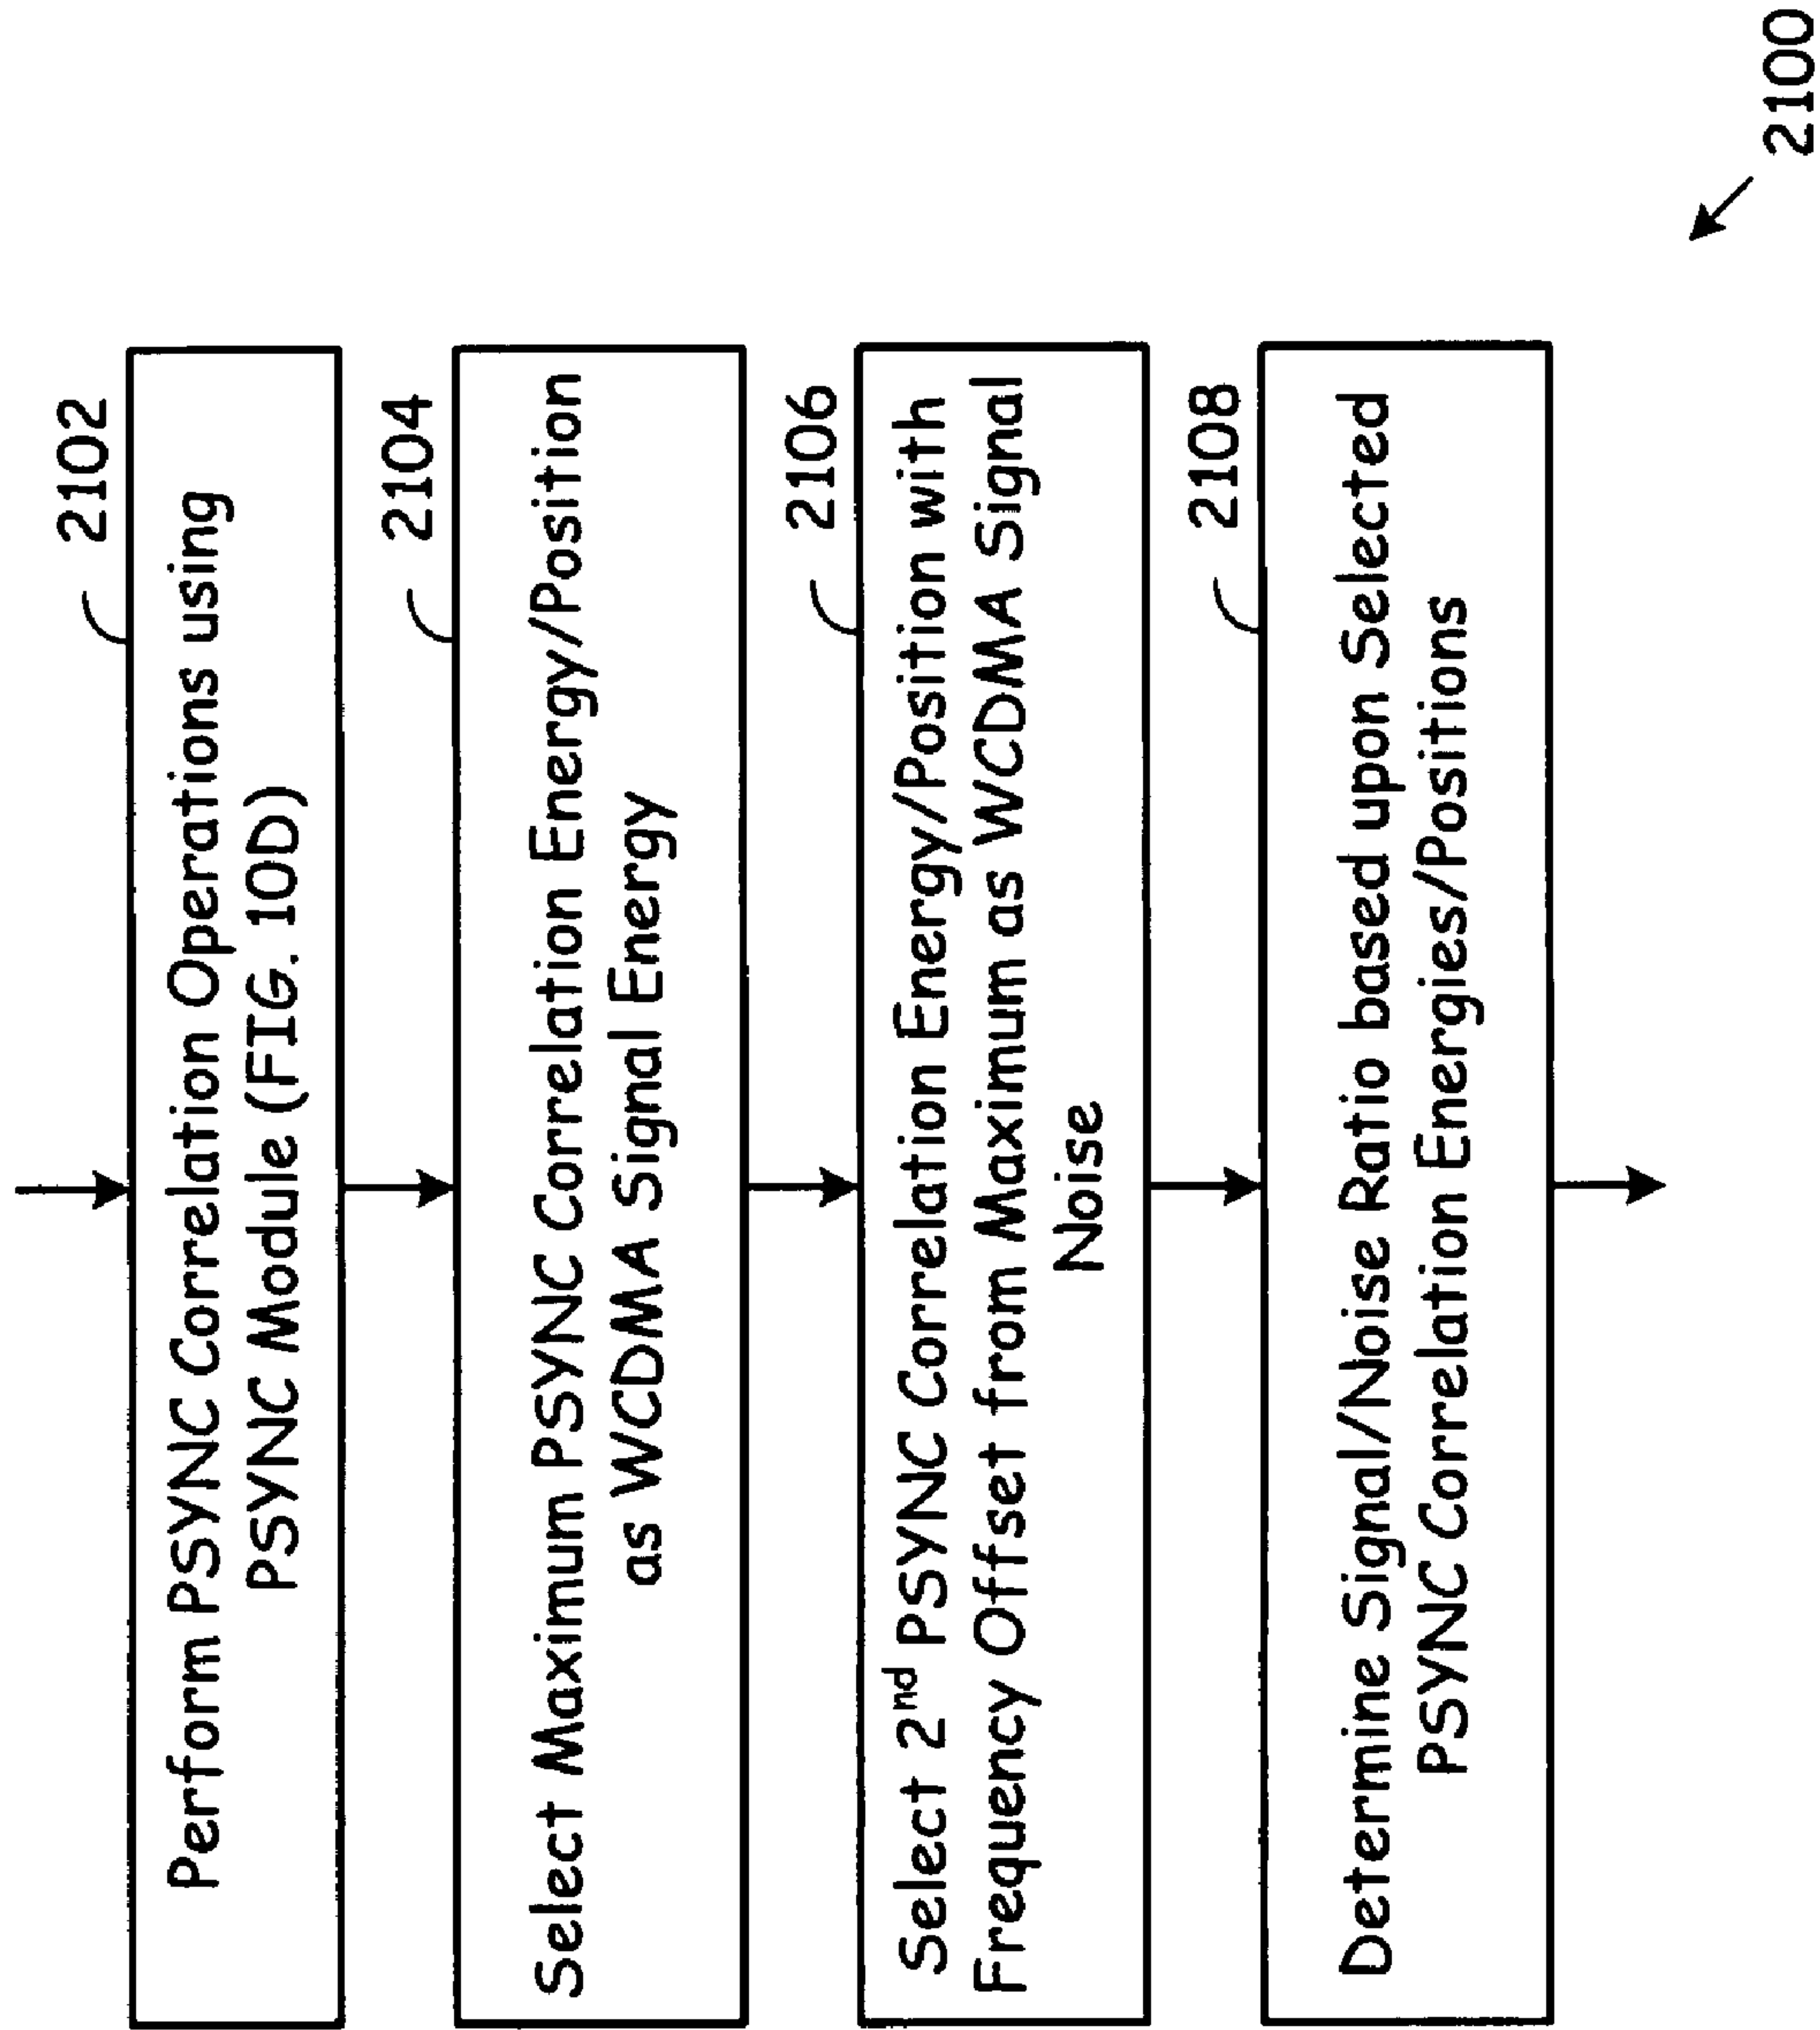 2102
Perform PSYNC Correlation Operations using
PSYNC Module (FIG. 10D)
2104
Select Maximum PSYNC Correlation Energy/Position
as WCDMA Signal Energy
2106
Select 2nd PSYNC Correlation Energy/Position with
Frequency Offset from Maximum as WCDMA Signal
Noise
2108
Determine Signal/Noise Ratio based upon Selected
PSYNC Correlation Energies/Positions
2100